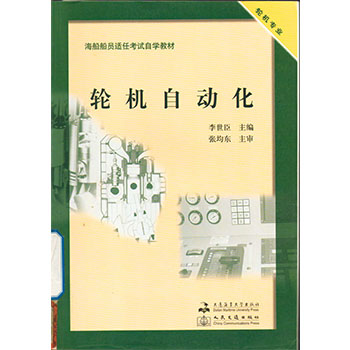 海船船员适任考试自学教材
轮机专业
轮机自动化
李世臣 主编
张均东 主审
大连海事大学出版社
Dalian Maritime University Press
人民交通出版社
China Communications Press